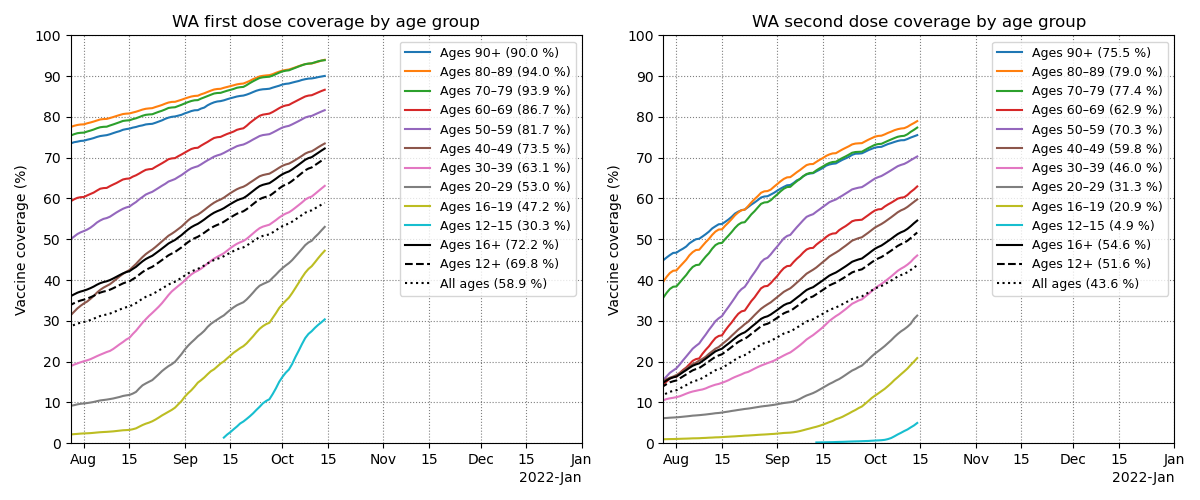 WA first dose coverage by age group
Vaccine coverage (%)
100
90
80
70
60
50
40
30
20
10
0
Ages 90+ (90.0 %)
Ages 80–89 (94.0 %)
Ages 70–79 (93.9 %)
Ages 60–69 (86.7 %)
Ages 50–59 (81.7 %)
Ages 40–49 (73.5 %)
Ages 30–39 (63.1 %)
Ages 20–29 (53.0 %)
Ages 16–19 (47.2 %)
Ages 12–15 (30.3 %)
Ages 16+ (72.2 %)
Ages 12+ (69.8 %)
All ages (58.9 %)
Aug 15 Sep 15 Oct 15 Nov 15 Dec 15 Jan
2022-Jan
WA second dose coverage by age group
Vaccine coverage (%)
100
90
80
70
60
50
40
30
20
10
0
Ages 90+ (75.5 %)
Ages 80–89 (79.0 %)
Ages 70–79 (77.4 %)
Ages 60–69 (62.9 %)
Ages 50–59 (70.3 %)
Ages 40–49 (59.8 %)
Ages 30–39 (46.0 %)
Ages 20–29 (31.3 %)
Ages 16–19 (20.9 %)
Ages 12–15 (4.9 %)
Ages 16+ (54.6 %)
Ages 12+ (51.6 %)
All ages (43.6 %)
Aug 15 Sep 15 Oct 15 Nov 15 Dec 15 Jan
2022-Jan